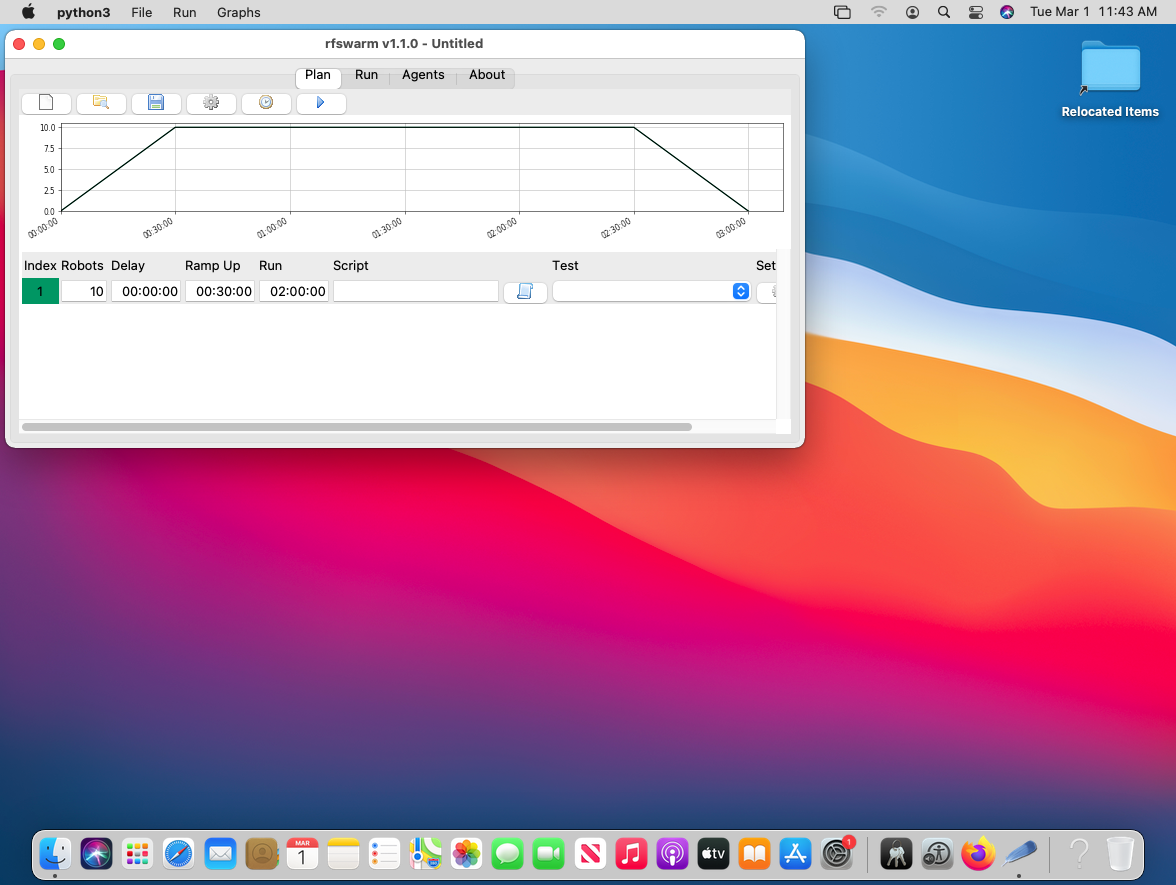 python3 File Run Graphs Tue Mar 1 11:43 AM
rfswarm v1.1.0 - Untitled
Plan Run Agents About
10.0
7.5
5.0
2.5
0.0
00:00:00 00:30:00 01:00:00 01:30:00 02:00:00 02:30:00 03:00:00
Index Robots Delay Ramp Up Run Script Test Set
1 10 00:00:00 00:30:00 02:00:00
Relocated Items
MAR
1
tv
1